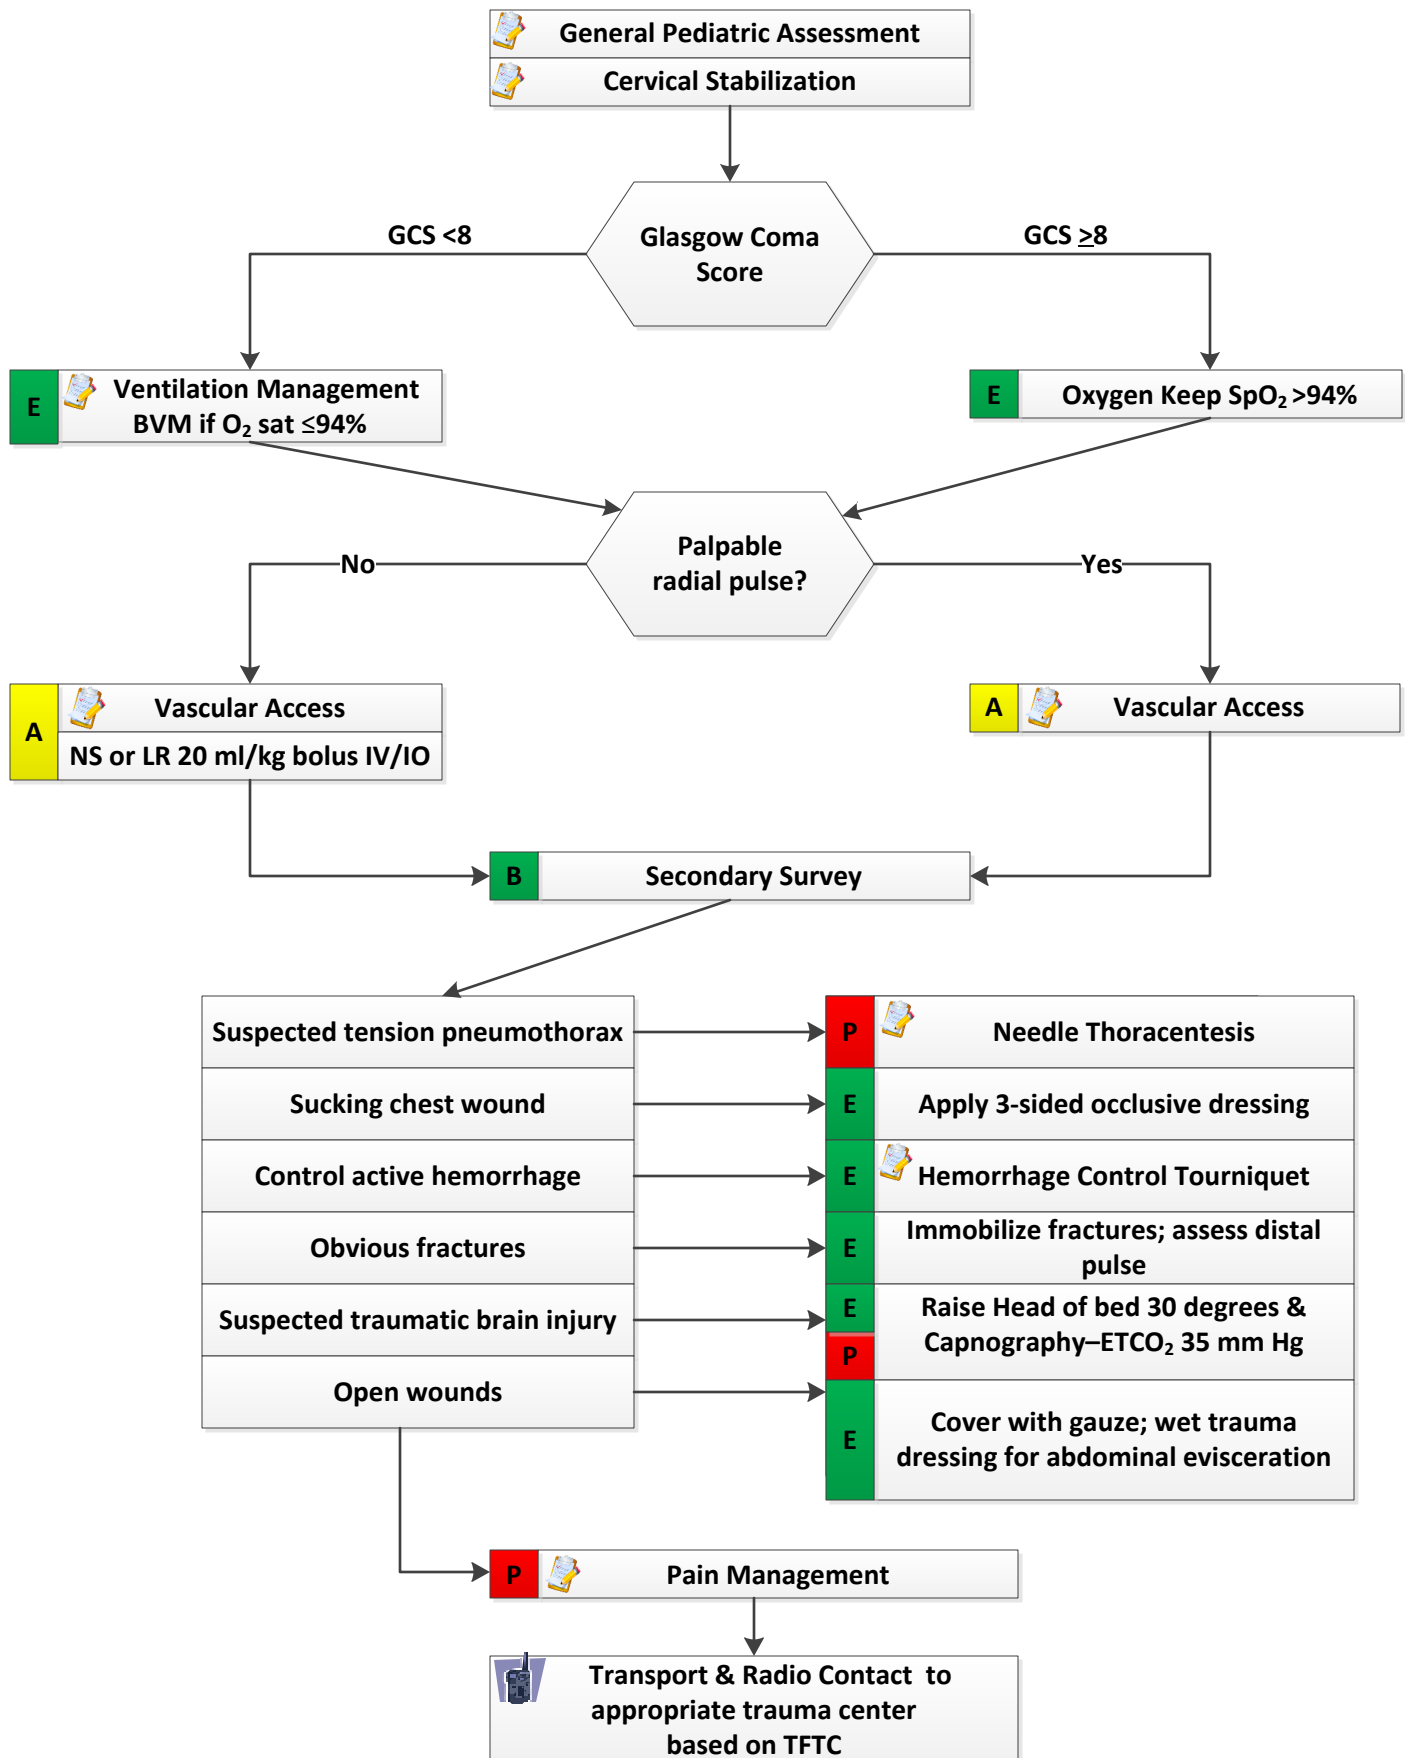 General Pediatric Assessment
Cervical Stabilization
Glasgow Coma
Score
GCS <8
GCS ≥8
E
Ventilation Management
BVM if O₂ sat ≤94%
E
Oxygen Keep SpO₂ >94%
Palpable
radial pulse?
No
Yes
A
Vascular Access
NS or LR 20 ml/kg bolus IV/IO
A
Vascular Access
B
Secondary Survey
Suspected tension pneumothorax
P
Needle Thoracentesis
Sucking chest wound
E
Apply 3-sided occlusive dressing
Control active hemorrhage
E
Hemorrhage Control Tourniquet
Obvious fractures
E
Immobilize fractures; assess distal
pulse
Suspected traumatic brain injury
E
P
Raise Head of bed 30 degrees &
Capnography–ETCO₂ 35 mm Hg
Open wounds
E
Cover with gauze; wet trauma
dressing for abdominal evisceration
P
Pain Management
Transport & Radio Contact to
appropriate trauma center
based on TFTC